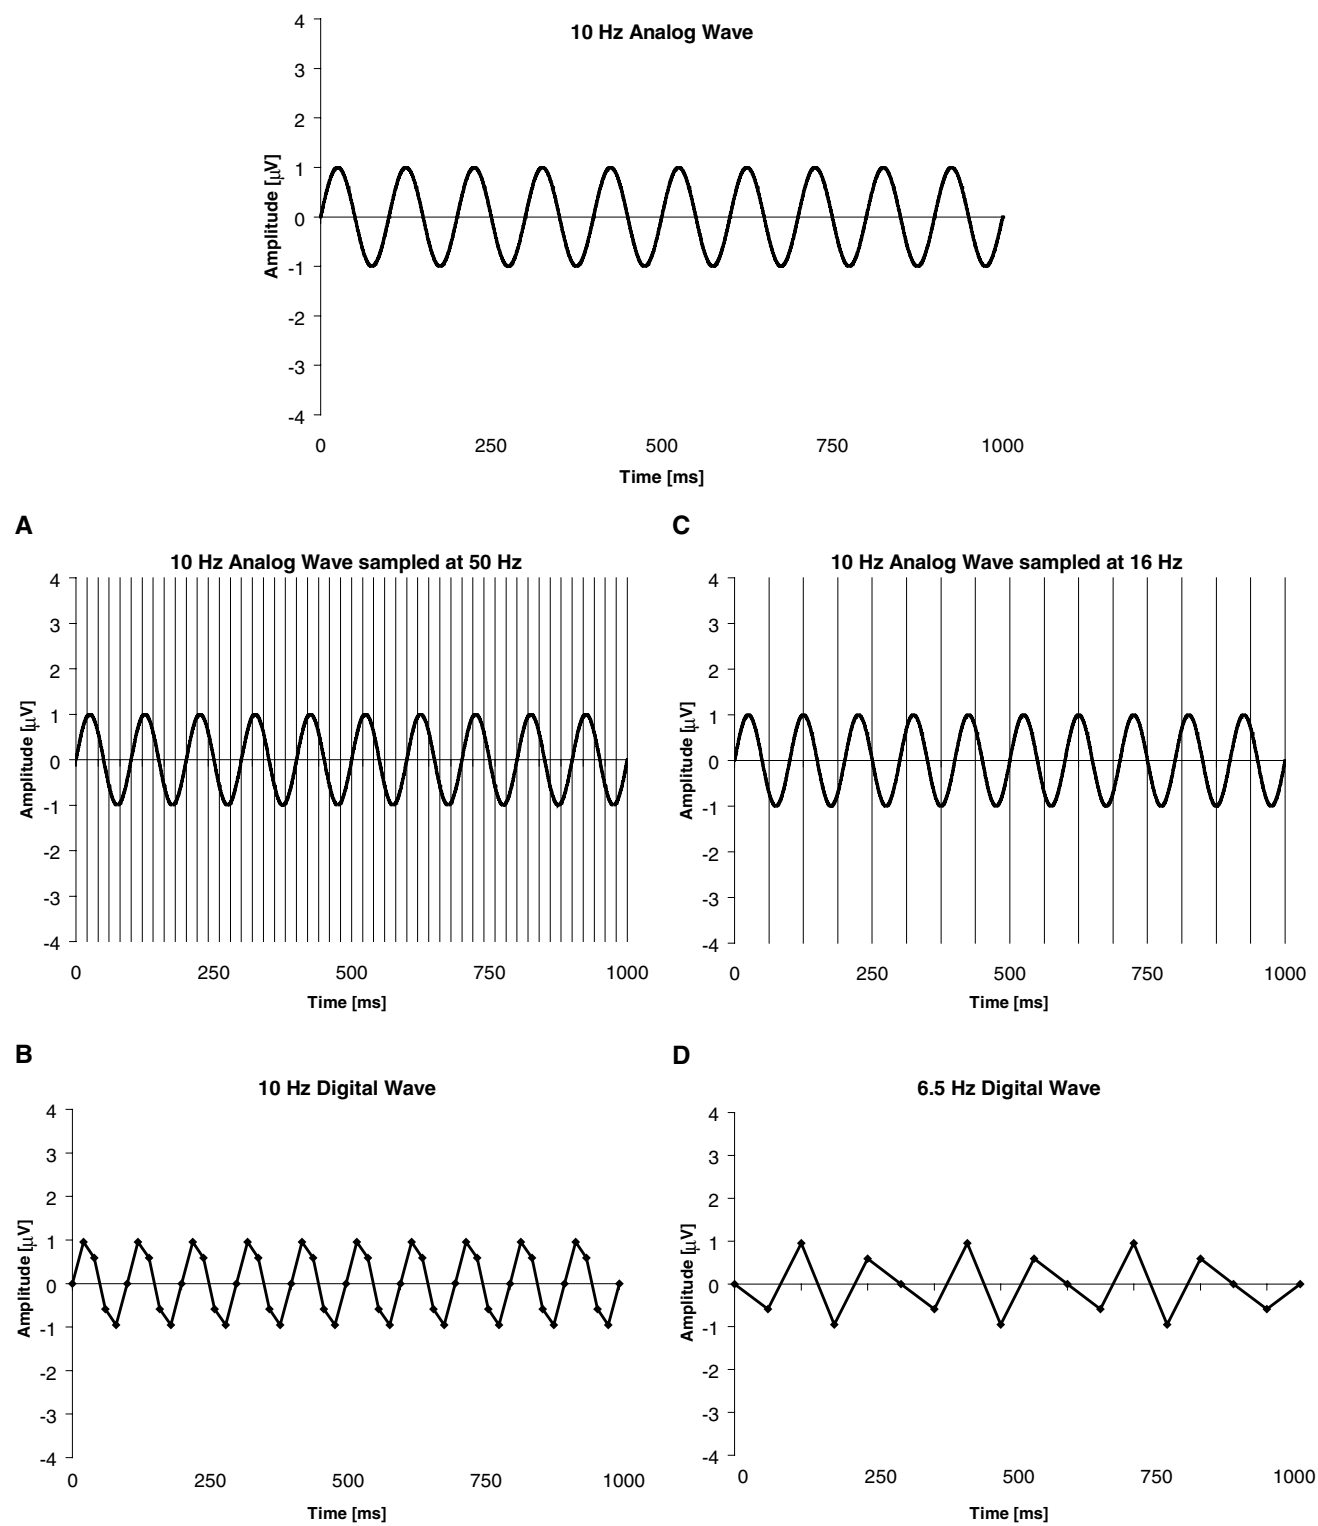 10 Hz Analog Wave
4
3
2
1
0
-1
-2
-3
-4
Amplitude [µV]
0 250 500 750 1000
Time [ms]
A
10 Hz Analog Wave sampled at 50 Hz
4
3
2
1
0
-1
-2
-3
-4
Amplitude [µV]
0 250 500 750 1000
Time [ms]
C
10 Hz Analog Wave sampled at 16 Hz
4
3
2
1
0
-1
-2
-3
-4
Amplitude [µV]
0 250 500 750 1000
Time [ms]
B
10 Hz Digital Wave
4
3
2
1
0
-1
-2
-3
-4
Amplitude [µV]
0 250 500 750 1000
Time [ms]
D
6.5 Hz Digital Wave
4
3
2
1
0
-1
-2
-3
-4
Amplitude [µV]
0 250 500 750 1000
Time [ms]